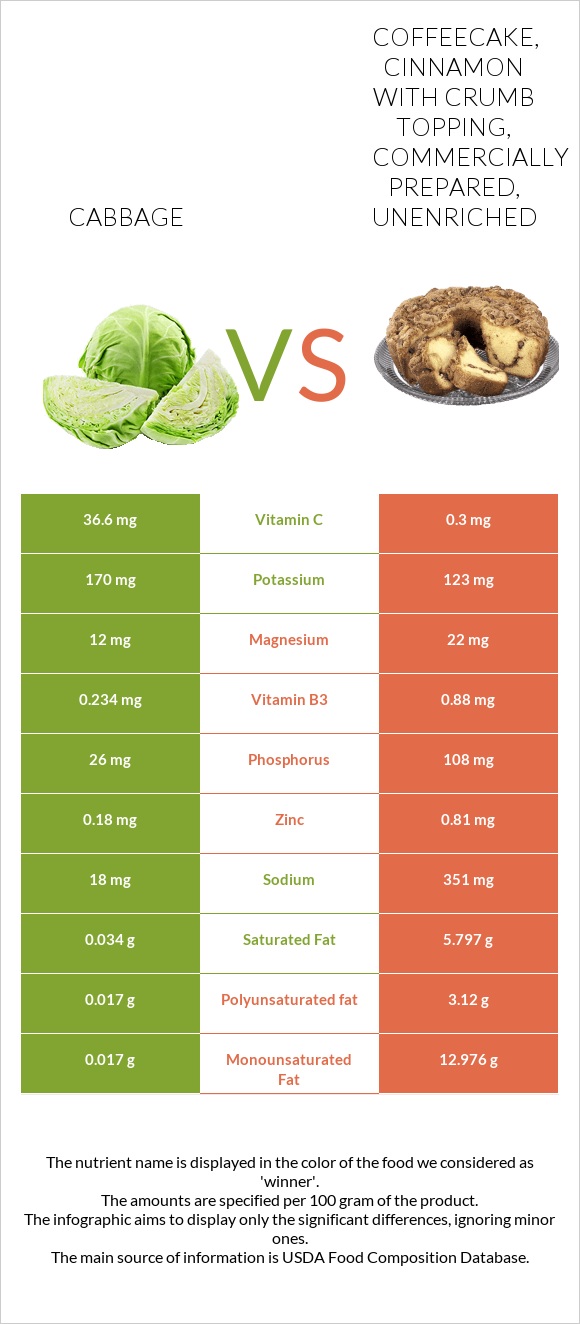 COFFEECAKE,
CINNAMON
WITH CRUMB
TOPPING,
COMMERCIALLY
PREPARED,
UNENRICHED
CABBAGE
VS
36.6 mg Vitamin C 0.3 mg
170 mg Potassium 123 mg
12 mg Magnesium 22 mg
0.234 mg Vitamin B3 0.88 mg
26 mg Phosphorus 108 mg
0.18 mg Zinc 0.81 mg
18 mg Sodium 351 mg
0.034 g Saturated Fat 5.797 g
0.017 g Polyunsaturated fat 3.12 g
0.017 g Monounsaturated 12.976 g
Fat
The nutrient name is displayed in the color of the food we considered as
'winner'.
The amounts are specified per 100 gram of the product.
The infographic aims to display only the significant differences, ignoring minor
ones.
The main source of information is USDA Food Composition Database.